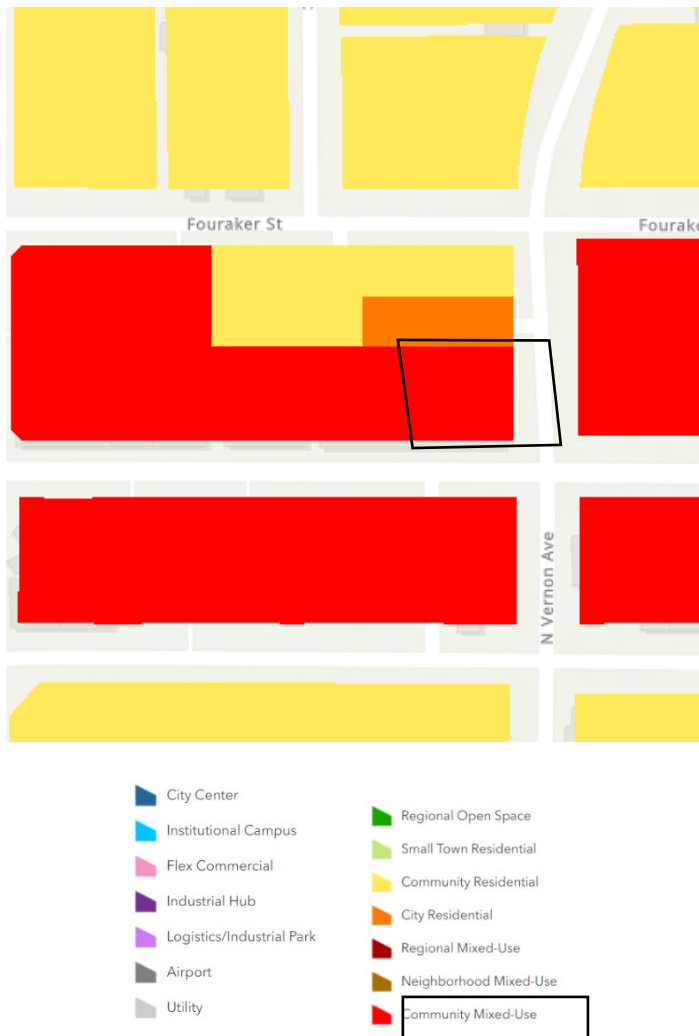 Fouraker St
N Vernon Ave
City Center
Institutional Campus
Flex Commercial
Industrial Hub
Logistics/Industrial Park
Airport
Utility
Regional Open Space
Small Town Residential
Community Residential
City Residential
Regional Mixed-Use
Neighborhood Mixed-Use
Community Mixed-Use